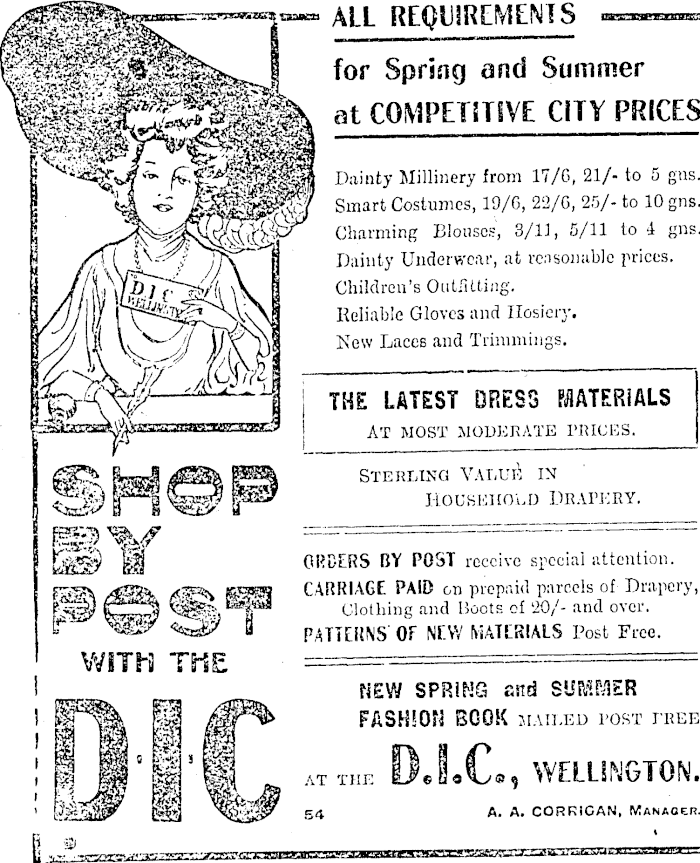 ALL REQUIREMENTS
for Spring and Summer
at COMPETITIVE CITY PRICES
Dainty Millinery from 17/6, 21/- to 5 gns.
Smart Costumes, 19/6, 22/6, 25/- to 10 gns.
Charming Blouses, 3/11, 5/11 to 4 gns.
Dainty Underwear, at reasonable prices.
Children's Outfitting.
Reliable Gloves and Hosiery.
New Laces and Trimmings.
THE LATEST DRESS MATERIALS
AT MOST MODERATE PRICES.
STERLING VALUE IN
HOUSEHOLD DRAPERY.
ORDERS BY POST receive special attention.
CARRIAGE PAID on prepaid parcels of Drapery,
Clothing and Boots of 20/- and over.
PATTERNS OF NEW MATERIALS Post Free.
NEW SPRING and SUMMER
FASHION BOOK MAILED POST FREE
AT THE D.I.C., WELLINGTON.
54 A. A. CORRIGAN, MANAGER.
D.I.C.
WELLINGTON
SHOP
BY
POST
WITH THE
D.I.C